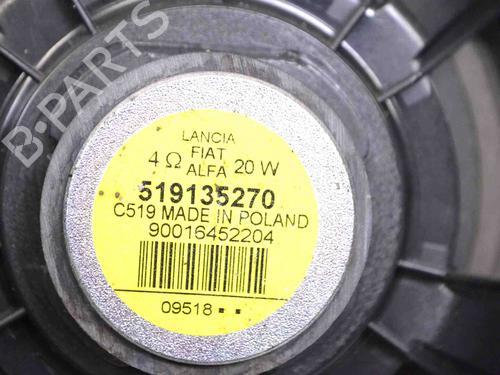 B-PARTS
LANCIA
FIAT
4 Ω ALFA 20 W
519135270
C519 MADE IN POLAND
90016452204
09518 ▪ ▪